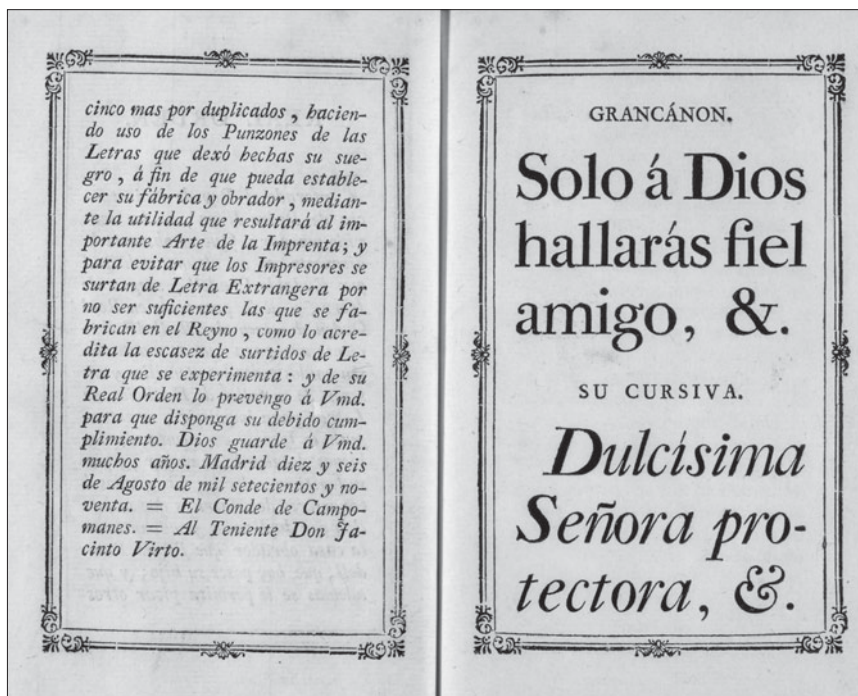 cinco mas por duplicados , hacien-
do uso de los Punzones de las
Letras que dexó hechas su sue-
gro , á fin de que pueda estable-
cer su fábrica y obrador , median-
te la utilidad que resultará al im-
portante Arte de la Imprenta; y
para evitar que los Impresores se
surtan de Letra Extrangera por
no ser suficientes las que se fa-
brican en el Reyno , como lo acre-
dita la escasez de surtidos de Le-
tra que se experimenta : y de su
Real Orden lo prevengo á Vmd.
para que disponga su debido cum-
plimiento. Dios guarde á Vmd.
muchos años. Madrid diez y seis
de Agosto de mil setecientos y no-
venta. = El Conde de Campo-
manes. = Al Teniente Don Ja-
cinto Virto.
GRANCÁNON.
Solo á Dios
hallarás fiel
amigo, &.
SU CURSIVA.
Dulcísima
Señora pro-
tectora, &.